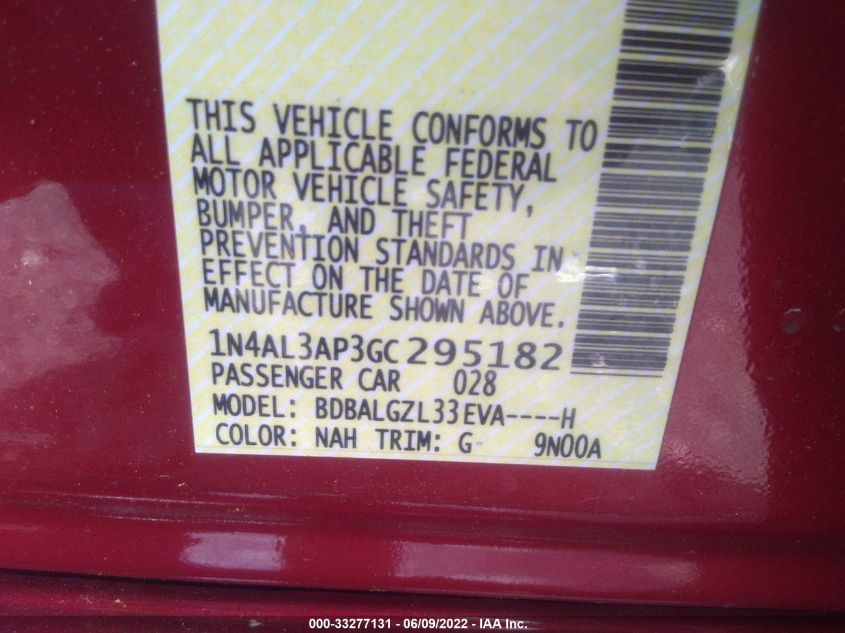 THIS VEHICLE CONFORMS TO
ALL APPLICABLE FEDERAL
MOTOR VEHICLE SAFETY,
BUMPER, AND THEFT
PREVENTION STANDARDS IN
EFFECT ON THE DATE OF
MANUFACTURE SHOWN ABOVE.
1N4AL3AP3GC295182
PASSENGER CAR 028
MODEL: BDBALGZL33EVA----H
COLOR: NAH TRIM: G 9N00A
000-33277131 - 06/09/2022 - IAA Inc.